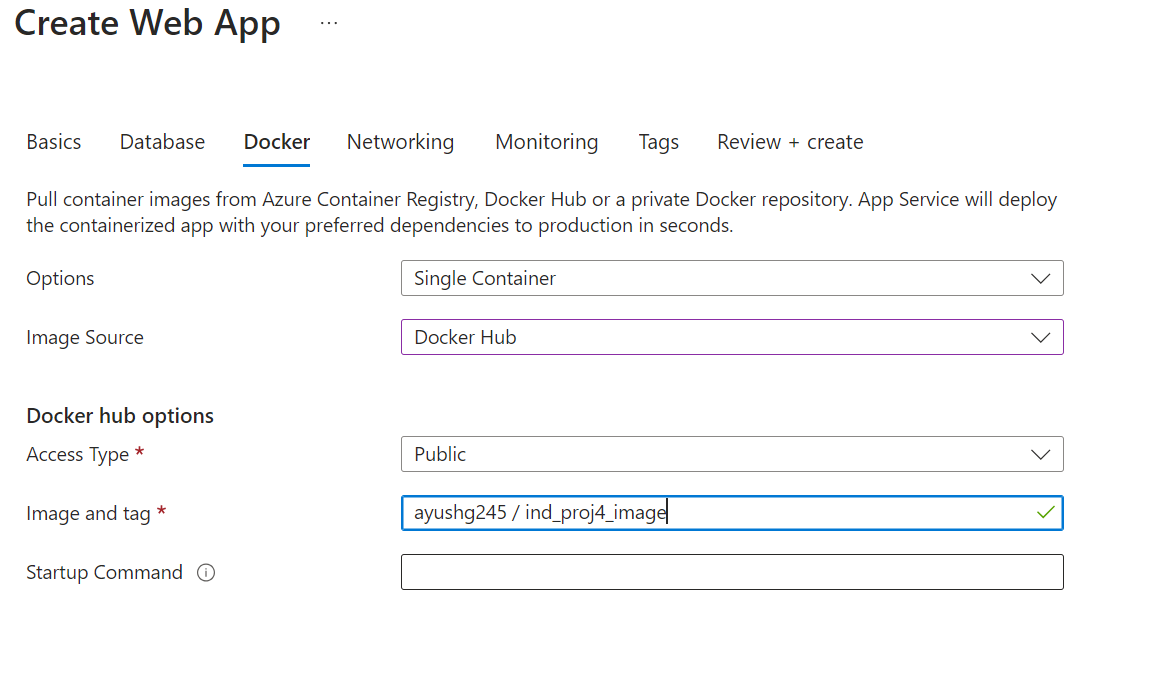 Create Web App ...
Basics Database Docker Networking Monitoring Tags Review + create
Pull container images from Azure Container Registry, Docker Hub or a private Docker repository. App Service will deploy
the containerized app with your preferred dependencies to production in seconds.
Options Single Container
Image Source Docker Hub
Docker hub options
Access Type * Public
Image and tag * ayushg245 / ind_proj4_image
Startup Command